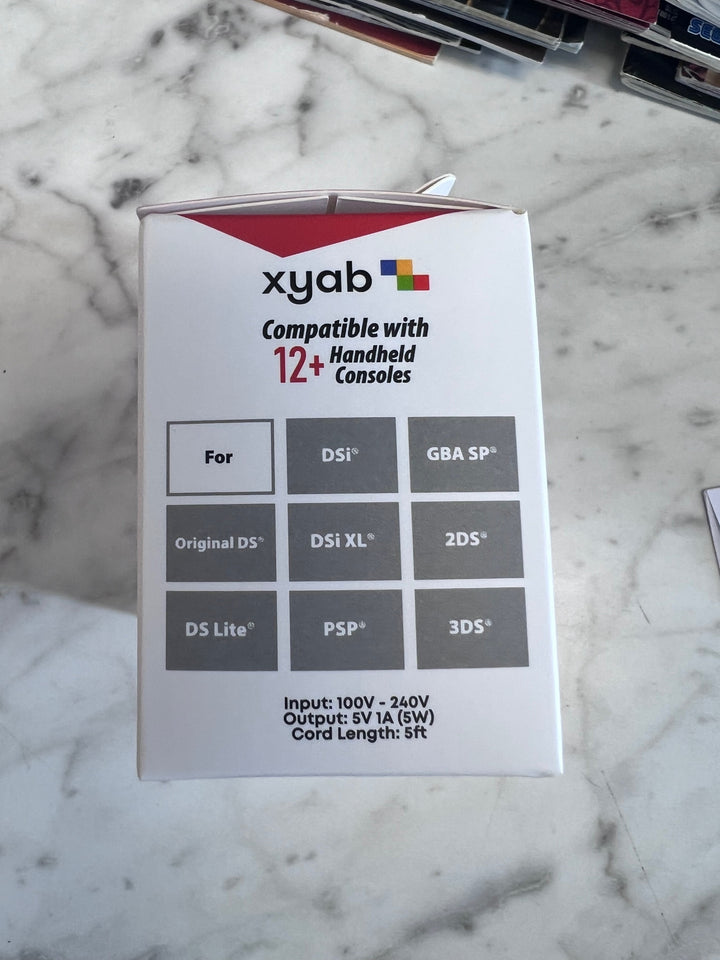 xyab
Compatible with
12+ Handheld
Consoles
For
DSi®
GBA SP®
Original DS®
DSi XL®
2DS®
DS Lite®
PSP®
3DS®
Input: 100V - 240V
Output: 5V 1A (5W)
Cord Length: 5ft